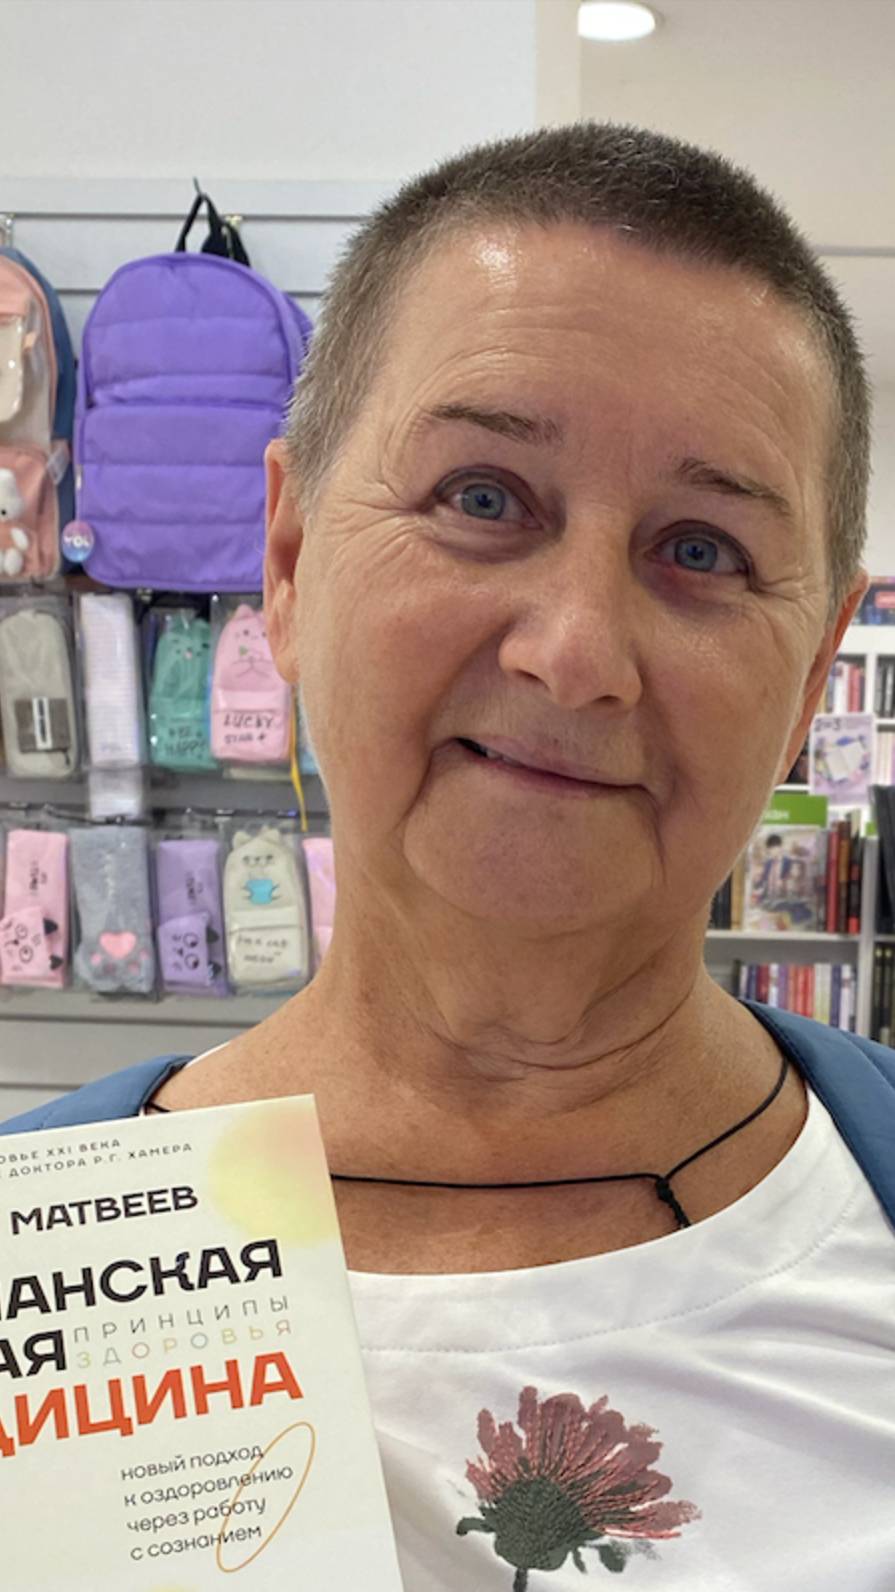 XXI ВЕКА
ДОКТОРА Р.Г. ХАМЕРА
МАТВЕЕВ
АНСКАЯ
АЯ ПРИНЦИПЫ
ЗДОРОВЬЯ
ДИЦИНА
новый подход
к оздоровлению
через работу
с сознанием
YOU
BE
HAPPY
LUCKY
STAR